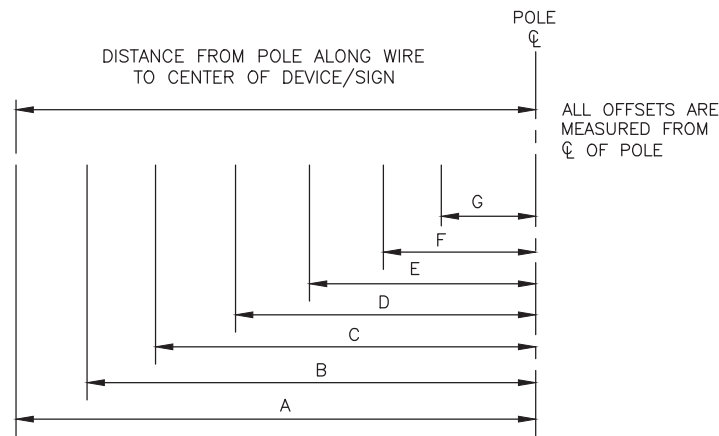 POLE
℄
DISTANCE FROM POLE ALONG WIRE
TO CENTER OF DEVICE/SIGN
ALL OFFSETS ARE
MEASURED FROM
℄ OF POLE
G
F
E
D
C
B
A